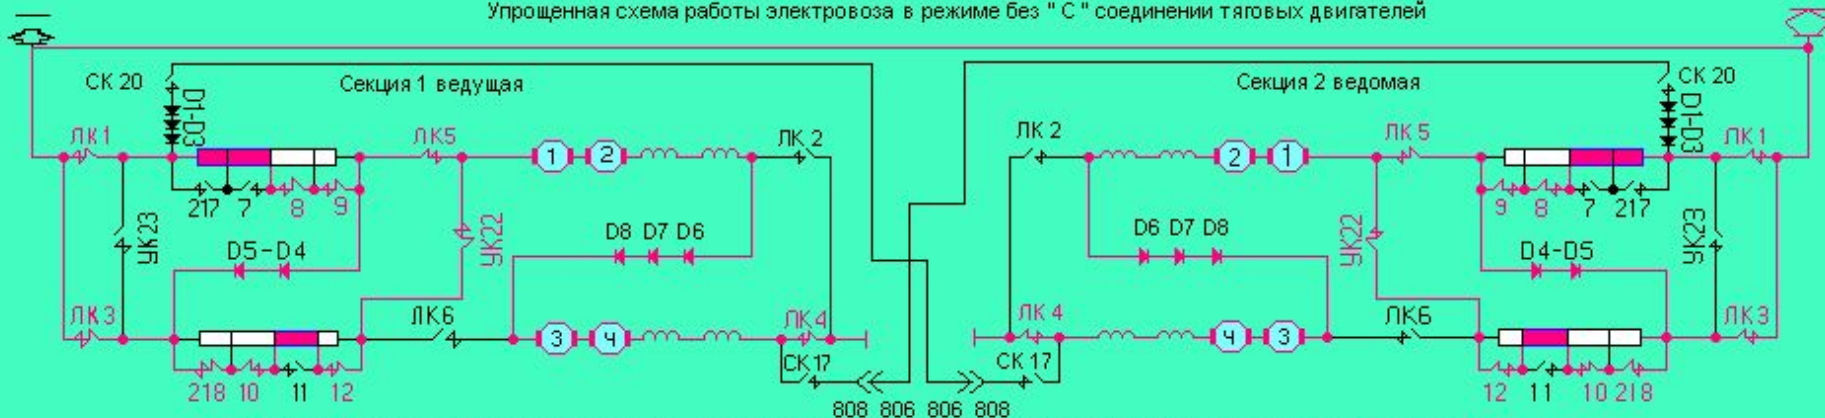 Упрощенная схема работы электровоза в режиме без " С " соединении тяговых двигателей
СК 20 Секция 1 ведущая Секция 2 ведомая СК 20
D1-D3 D1-D3
ЛК1 ЛК5 ЛК 2 ЛК 2 ЛК 5 ЛК1
1 2 2 1
217 7 8 9 9 8 7 217
УК23 УК22 УК22 УК23
D5-D4 D8 D7 D6 D6 D7 D8 D4-D5
ЛК3 ЛК6 ЛК4 ЛК 4 ЛК6 ЛК3
3 4 4 3
СК 17 СК 17
218 10 11 12 12 11 10 218
808 806 806 808